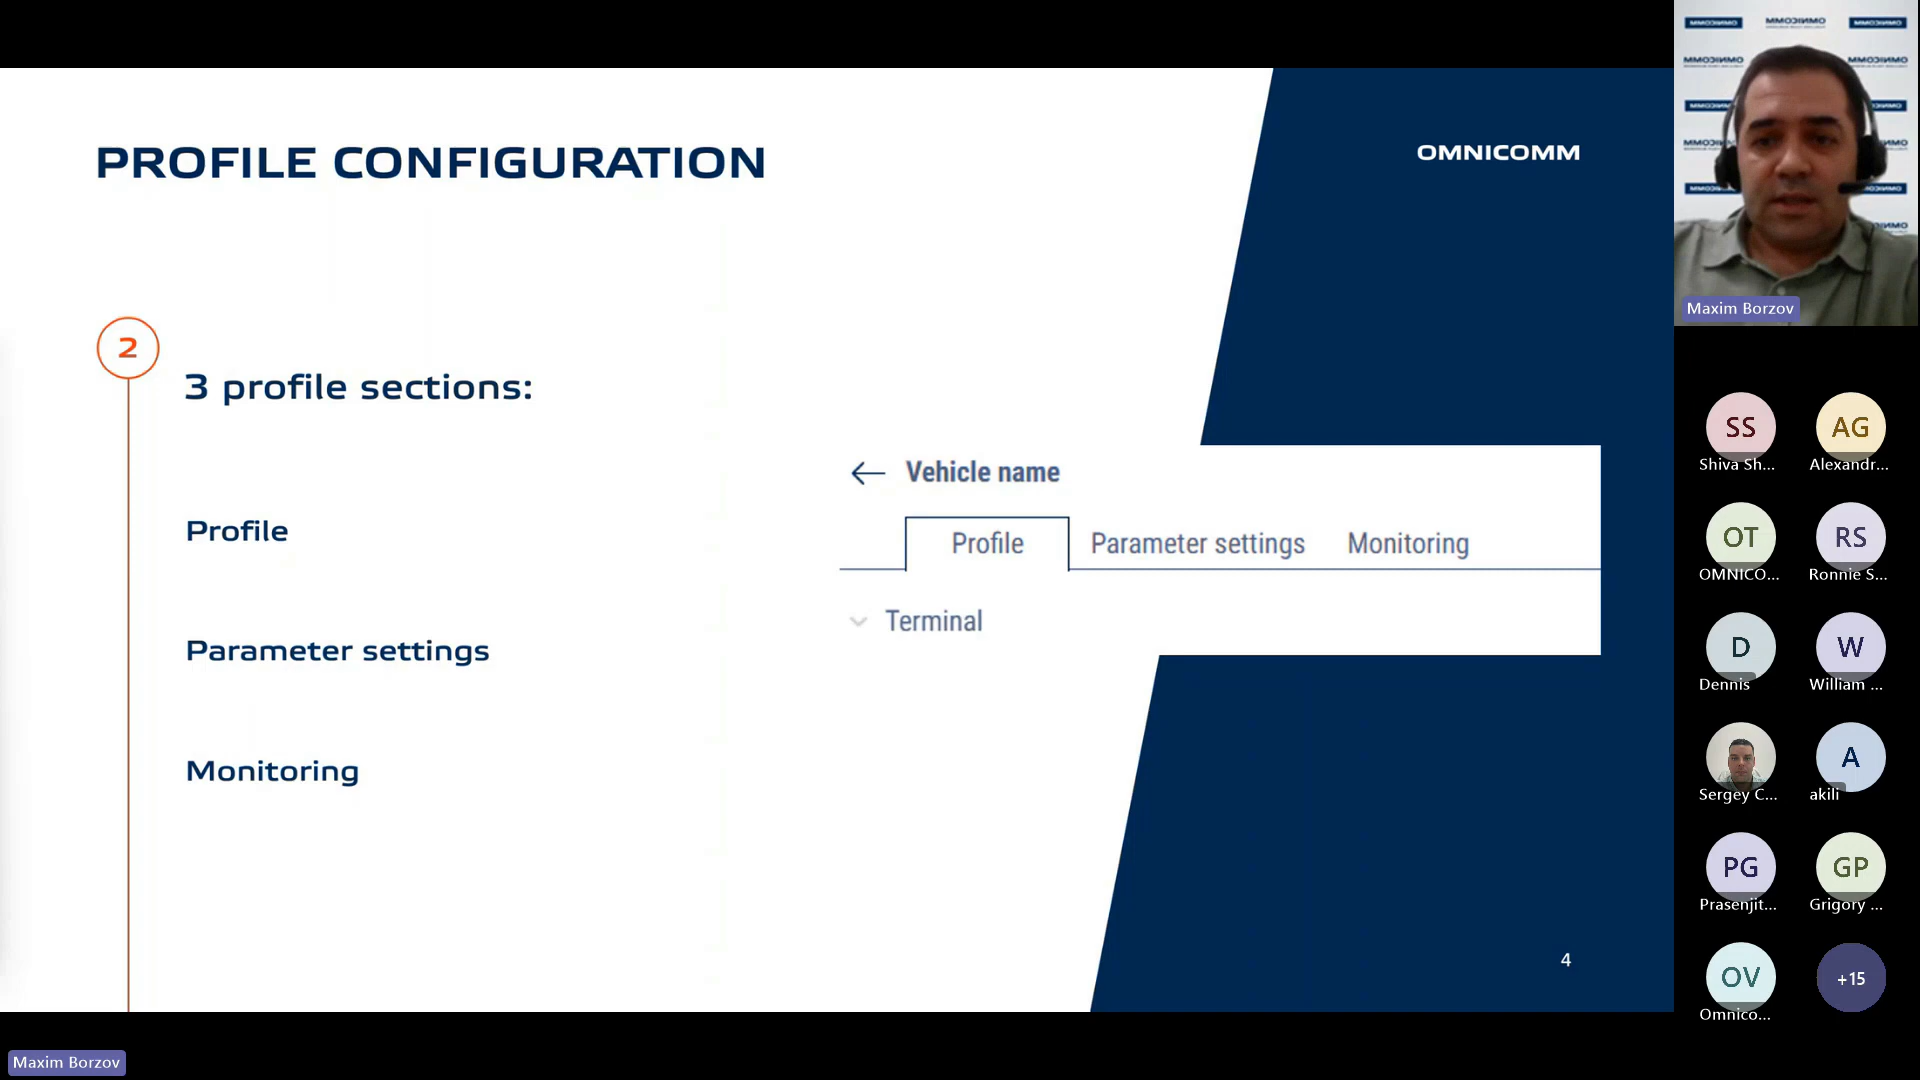 PROFILE CONFIGURATION
OMNICOMM
2
3 profile sections:
Profile
Parameter settings
Monitoring
Vehicle name
Profile Parameter settings Monitoring
Terminal
4
Maxim Borzov
SS AG
Shiva Sh... Alexandr...
OT RS
OMNICO... Ronnie S...
D W
Dennis William ...
Sergey C... A
akili
PG GP
Prasenjit... Grigory ...
OV +15
Omnico...
Maxim Borzov